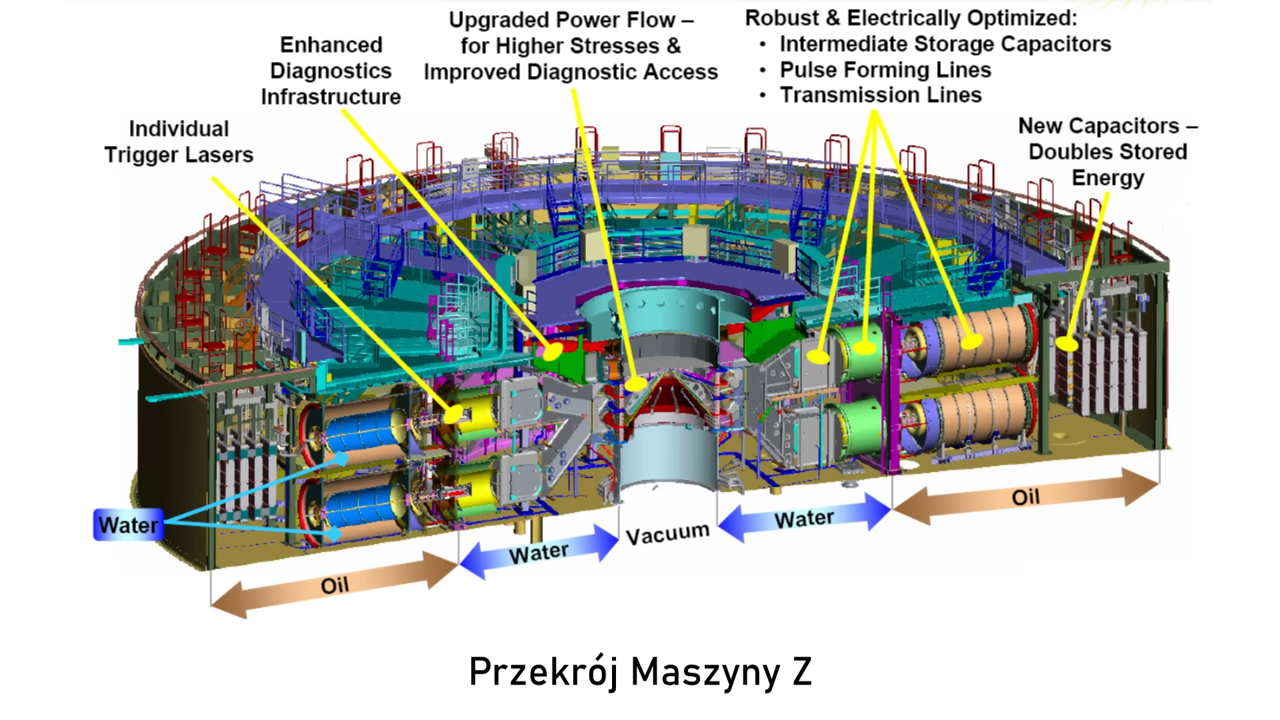 Upgraded Power Flow –
for Higher Stresses &
Improved Diagnostic Access
Robust & Electrically Optimized:
• Intermediate Storage Capacitors
• Pulse Forming Lines
• Transmission Lines
Enhanced
Diagnostics
Infrastructure
Individual
Trigger Lasers
New Capacitors –
Doubles Stored
Energy
Water
Oil
Water
Vacuum
Water
Oil
Przekrój Maszyny Z